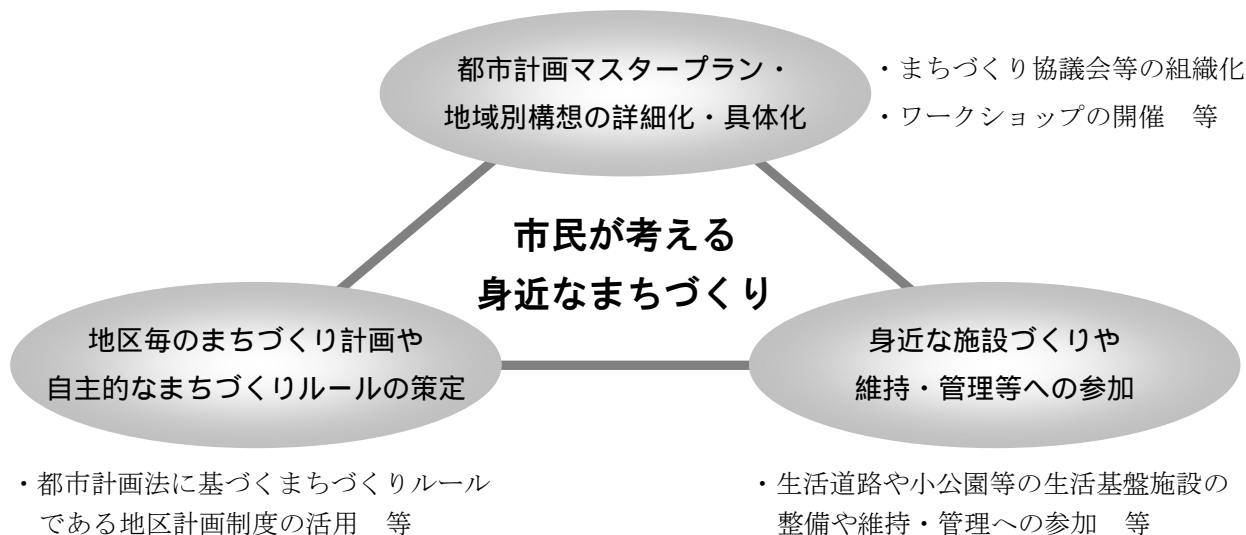 都市計画マスタープラン・
地域別構想の詳細化・具体化
・まちづくり協議会等の組織化
・ワークショップの開催　等
市民が考える
身近なまちづくり
地区毎のまちづくり計画や
自主的なまちづくりルールの策定
身近な施設づくりや
維持・管理等への参加
・都市計画法に基づくまちづくりルール
である地区計画制度の活用　等
・生活道路や小公園等の生活基盤施設の
整備や維持・管理への参加　等